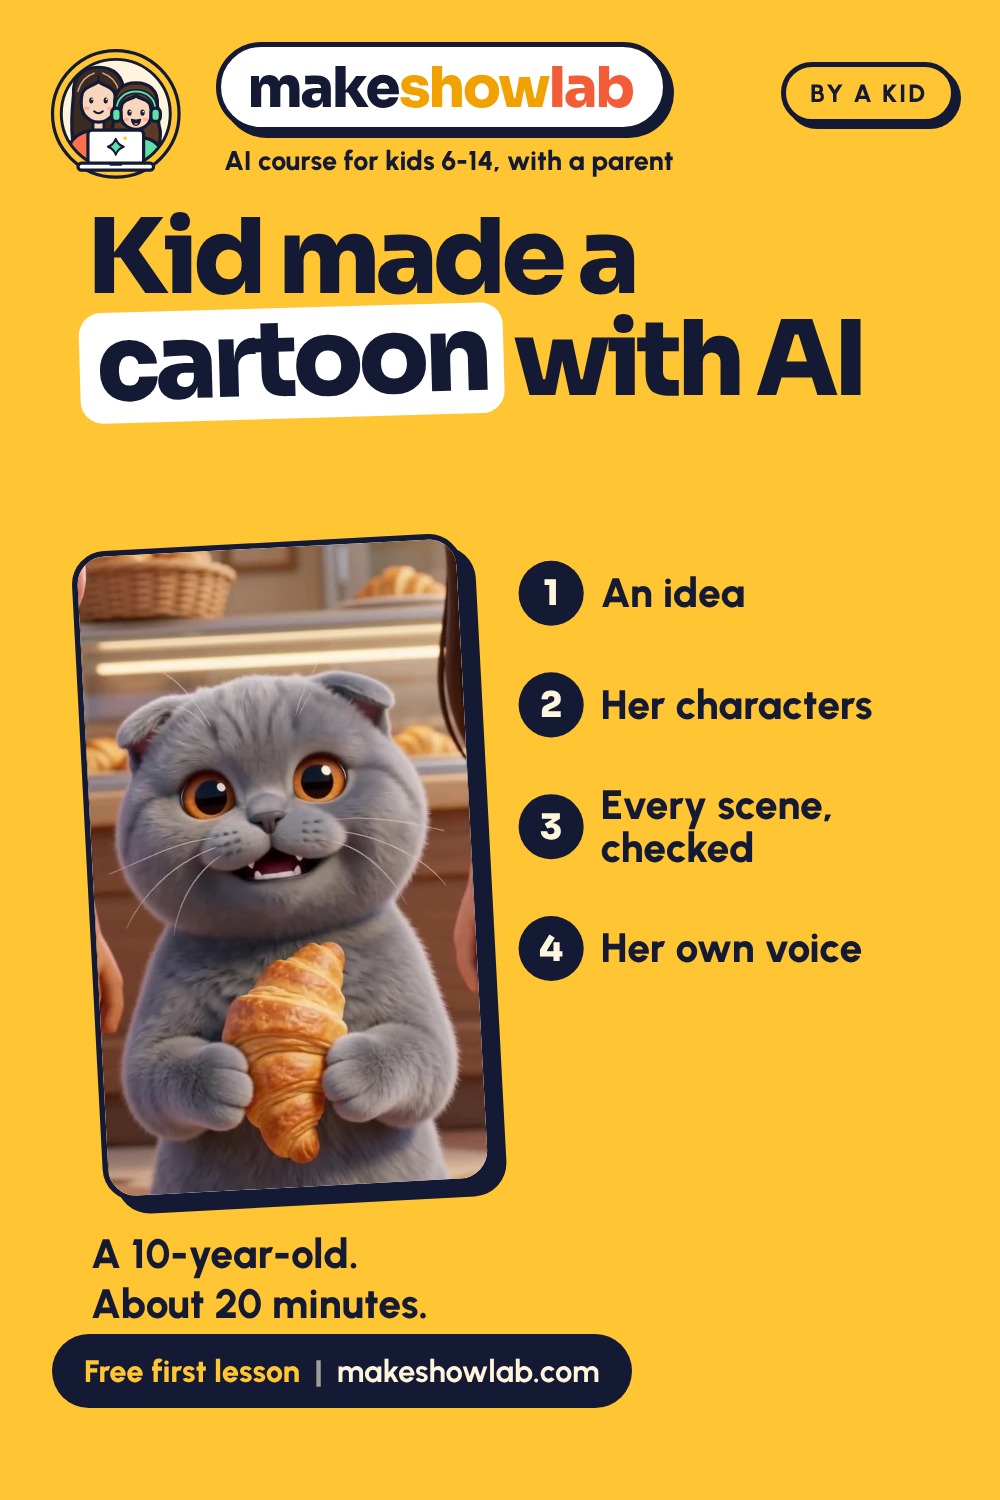 makeshowlab
BY A KID
AI course for kids 6-14, with a parent
Kid made a
cartoon with AI
1 An idea
2 Her characters
3 Every scene,
checked
4 Her own voice
A 10-year-old.
About 20 minutes.
Free first lesson | makeshowlab.com